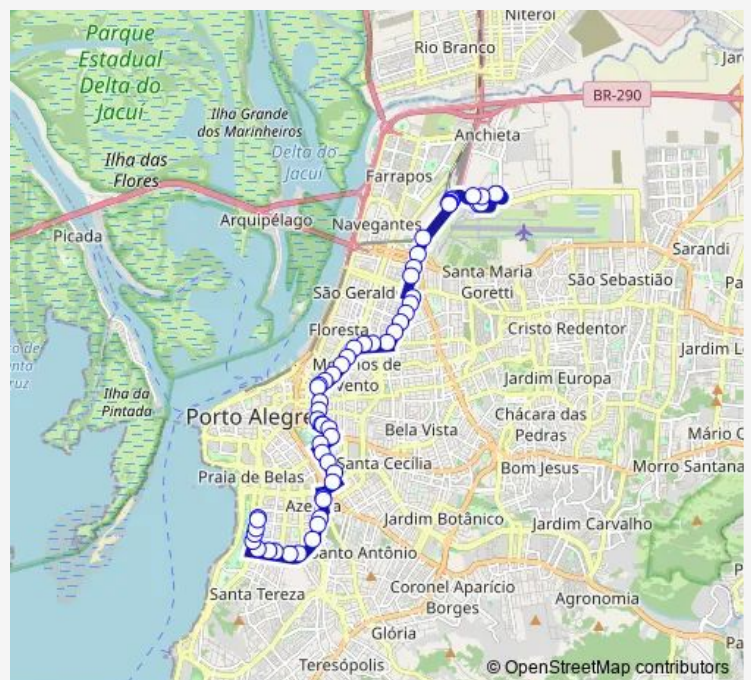 Niterói
Parque
Estadual
Delta do
Jacuí
Rio Branco
BR-290
Ilha Grande
dos Marinheiros
Anchieta
Delta do
Jacuí
Ilha das
Flores
Farrapos
Arquipélago
Navegantes
Picada
Sarandi
Santa Maria
Goretti
São Sebastião
São Gerald
Floresta
Cristo Redentor
Jardim L
Jardim Europa
Ilha da
Pintada
Porto Alegre
Chácara das
Pedras
Bela Vista
Mário C
Santa Cecília
Bom Jesus
Morro Santana
Praia de Belas
Jardim Botânico
Jardim Carvalho
Santa Tereza
Coronel Aparício
Borges
Agronomia
Glória
Teresópolis
© OpenStreetMap contributors